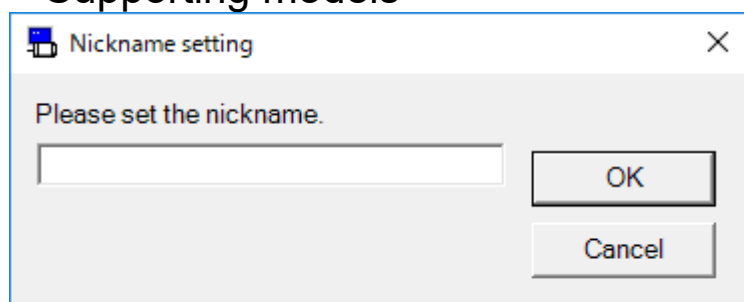 Supporting models
Nickname setting
Please set the nickname.
OK
Cancel